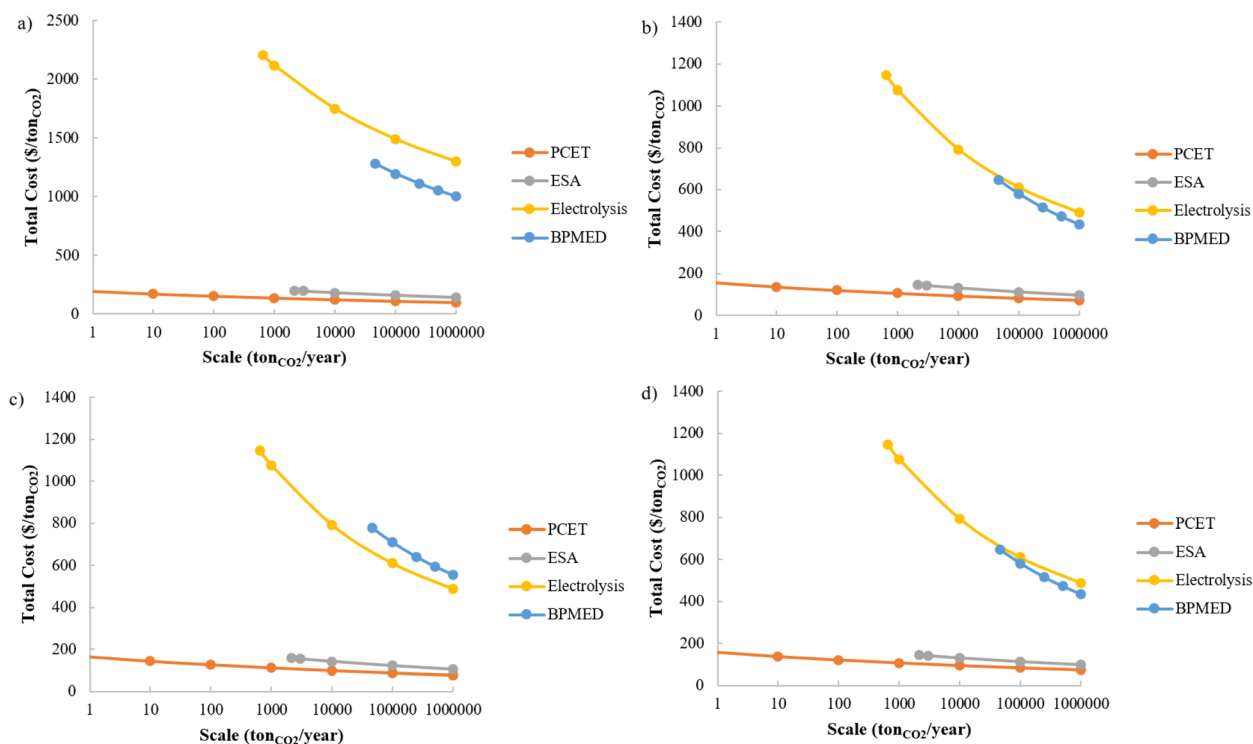 a)
2500
2000
1500
1000
500
0
Total Cost ($/ton_CO2)
1 10 100 1000 10000 100000 1000000
Scale (ton_CO2/year)
PCET
ESA
Electrolysis
BPMED
b)
1400
1200
1000
800
600
400
200
0
Total Cost ($/ton_CO2)
1 10 100 1000 10000 100000 1000000
Scale (ton_CO2/year)
PCET
ESA
Electrolysis
BPMED
c)
1400
1200
1000
800
600
400
200
0
Total Cost ($/ton_CO2)
1 10 100 1000 10000 100000 1000000
Scale (ton_CO2/year)
PCET
ESA
Electrolysis
BPMED
d)
1400
1200
1000
800
600
400
200
0
Total Cost ($/ton_CO2)
1 10 100 1000 10000 100000 1000000
Scale (ton_CO2/year)
PCET
ESA
Electrolysis
BPMED